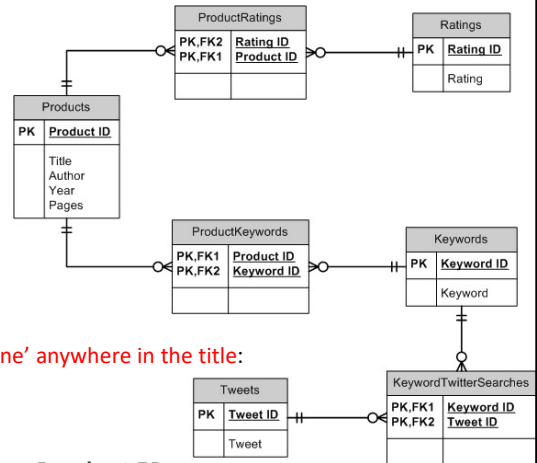 ProductRatings
PK,FK2 Rating ID
PK,FK1 Product ID
Ratings
PK Rating ID
Rating
Products
PK Product ID
Title
Author
Year
Pages
ProductKeywords
PK,FK1 Product ID
PK,FK2 Keyword ID
Keywords
PK Keyword ID
Keyword
ne’ anywhere in the title:
Tweets
PK Tweet ID
Tweet
KeywordTwitterSearches
PK,FK1 Keyword ID
PK,FK2 Tweet ID